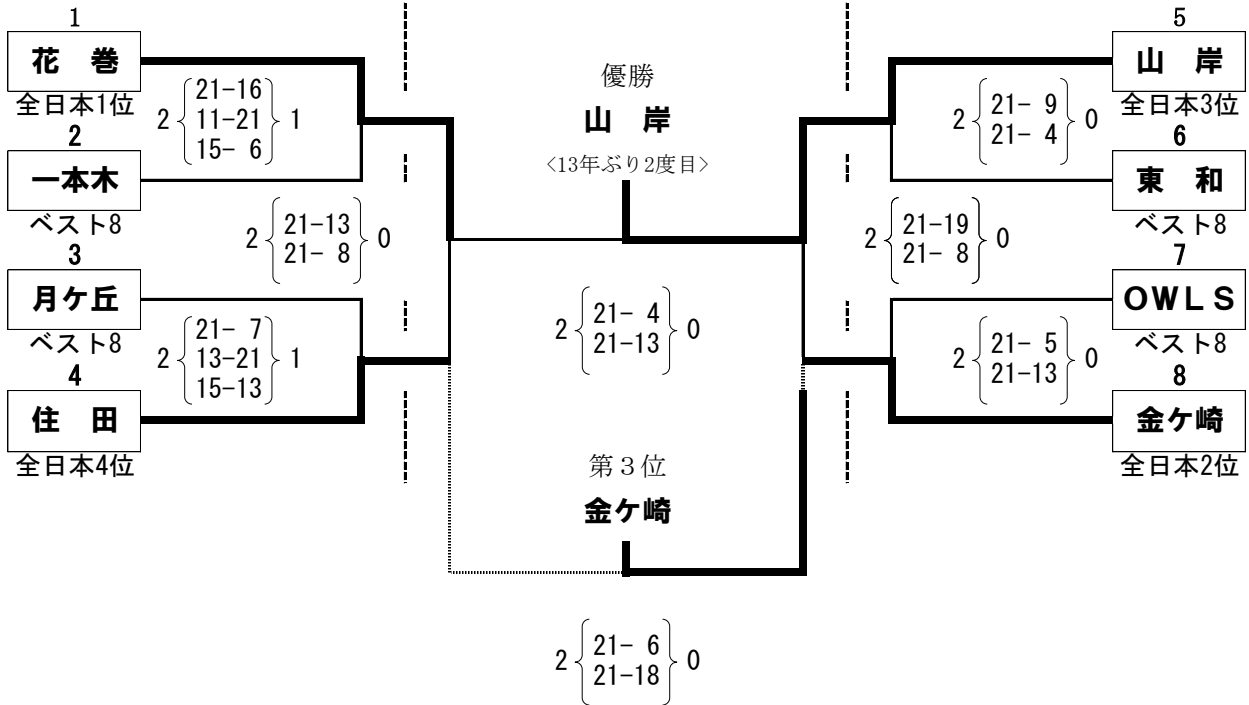 1
花　巻
全日本1位
2
一本木
ベスト8
3
月ケ丘
ベスト8
4
住　田
全日本4位
2 21-16 1
11-21
15- 6
2 21-13 0
21- 8
2 21- 7 1
13-21
15-13
優勝
山　岸
<13年ぶり2度目>
2 21- 4 0
21-13
第３位
金ケ崎
2 21- 6 0
21-18
2 21- 9 0
21- 4
2 21-19 0
21- 8
2 21- 5 0
21-13
5
山　岸
全日本3位
6
東　和
ベスト8
7
ＯＷＬＳ
ベスト8
8
金ケ崎
全日本2位